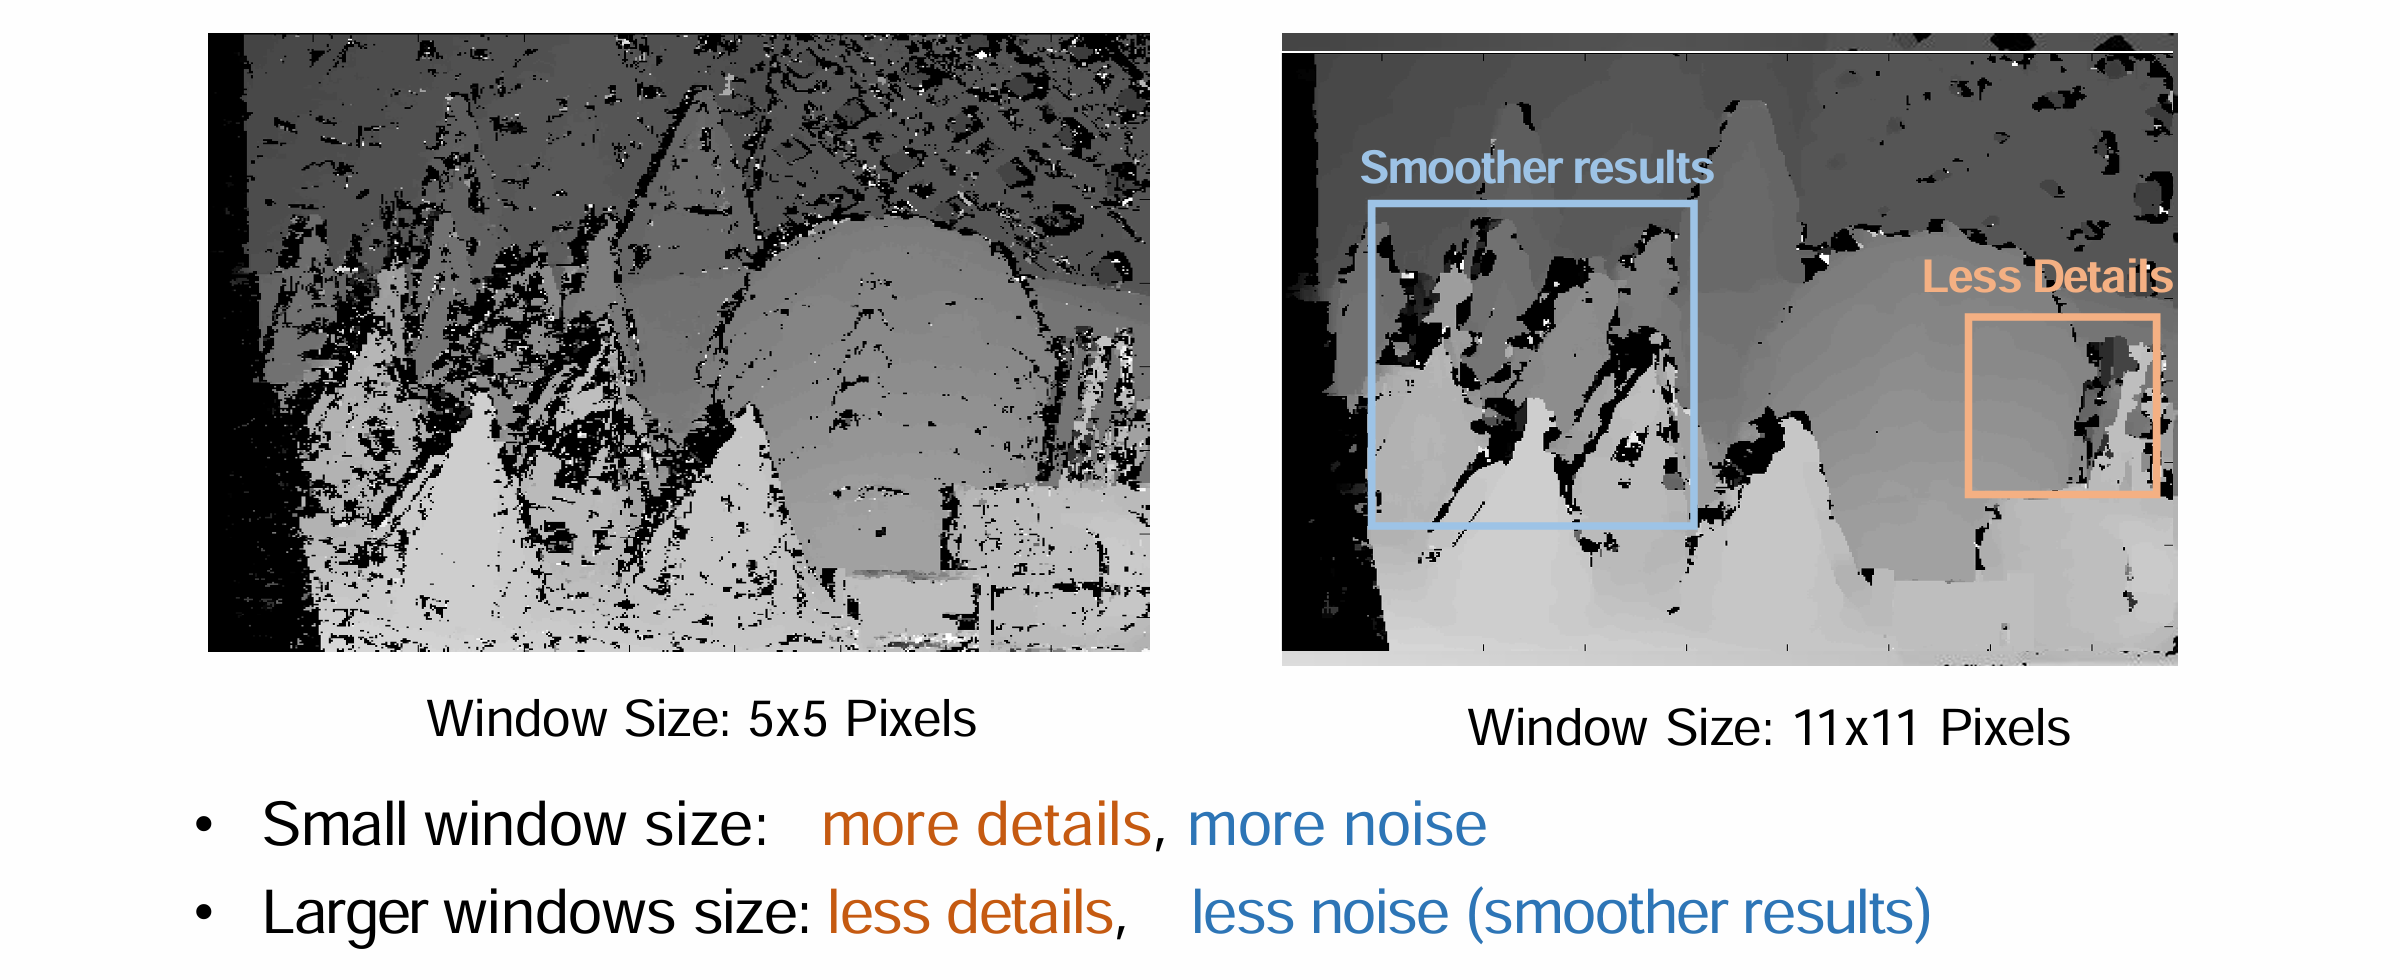 Smoother results
Less Details
Window Size: 5x5 Pixels
Window Size: 11x11 Pixels
• Small window size: more details, more noise
• Larger windows size: less details, less noise (smoother results)